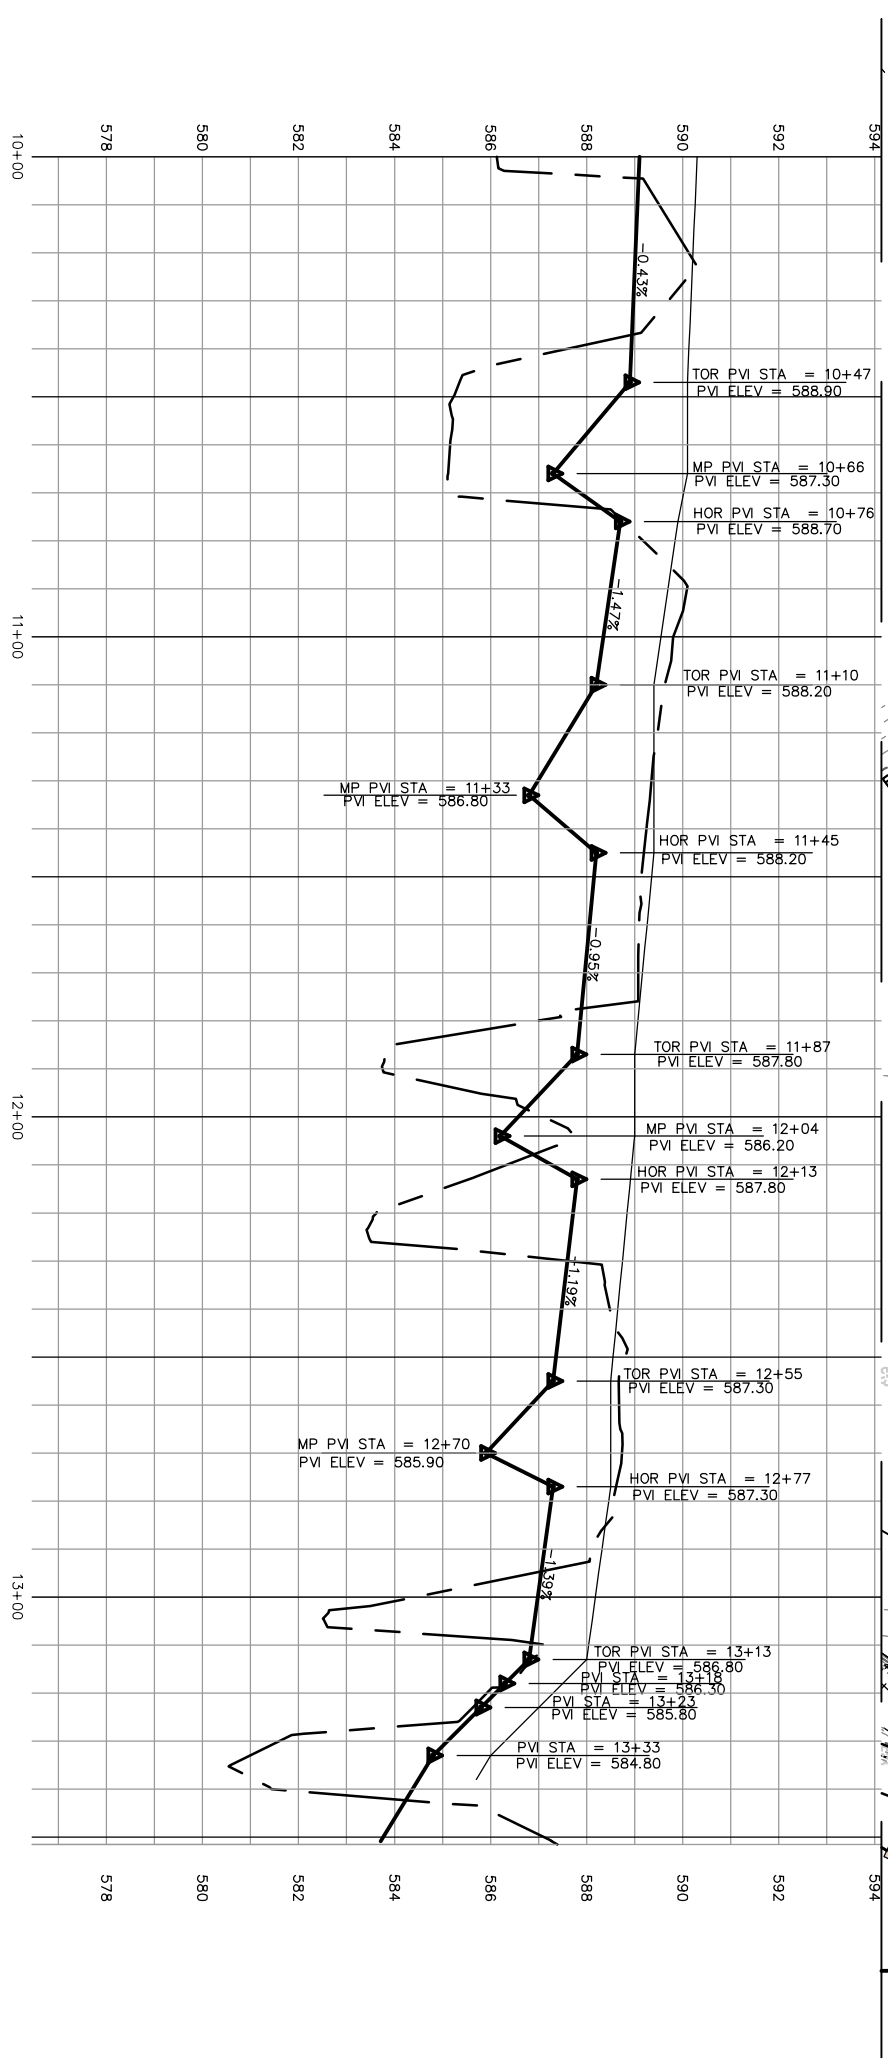 578
580
582
584
586
588
590
592
594
10+00
-0.43%
TOR PVI STA = 10+47
PVI ELEV = 588.90
MP PVI STA = 10+66
PVI ELEV = 587.30
HOR PVI STA = 10+76
PVI ELEV = 588.70
-1.47%
11+00
TOR PVI STA = 11+10
PVI ELEV = 588.20
MP PVI STA = 11+33
PVI ELEV = 586.80
HOR PVI STA = 11+45
PVI ELEV = 588.20
-0.95%
TOR PVI STA = 11+87
PVI ELEV = 587.80
12+00
MP PVI STA = 12+04
PVI ELEV = 586.20
HOR PVI STA = 12+13
PVI ELEV = 587.80
-1.19%
TOR PVI STA = 12+55
PVI ELEV = 587.30
MP PVI STA = 12+70
PVI ELEV = 585.90
HOR PVI STA = 12+77
PVI ELEV = 587.30
-1.39%
13+00
TOR PVI STA = 13+13
PVI ELEV = 586.80
PVI STA = 13+18
PVI ELEV = 586.30
PVI STA = 13+23
PVI ELEV = 585.80
PVI STA = 13+33
PVI ELEV = 584.80
578
580
582
584
586
588
590
592
594